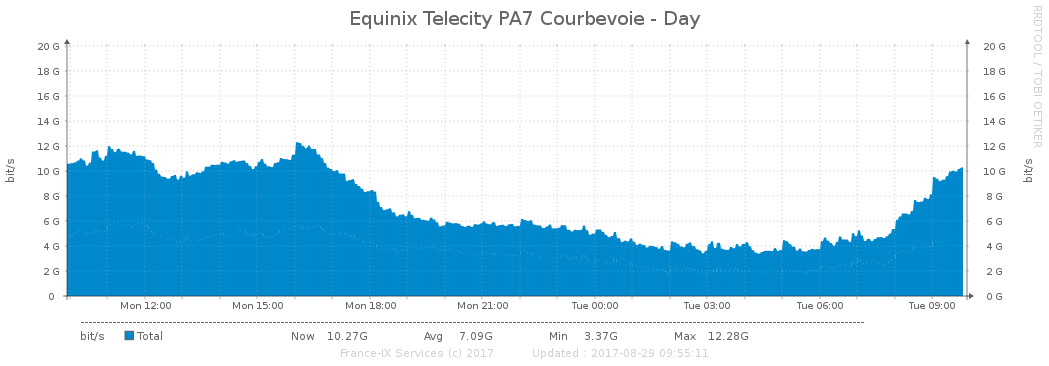 Equinix Telecity PA7 Courbevoie - Day
RRDTOOL / TOBI OETIKER
bit/s
20 G
18 G
16 G
14 G
12 G
10 G
8 G
6 G
4 G
2 G
0
20 G
18 G
16 G
14 G
12 G
10 G
8 G
6 G
4 G
2 G
0 G
bit/s
Mon 12:00 Mon 15:00 Mon 18:00 Mon 21:00 Tue 00:00 Tue 03:00 Tue 06:00 Tue 09:00
bit/s Total Now 10.27G Avg 7.09G Min 3.37G Max 12.28G
France-IX Services (c) 2017 Updated : 2017-08-29 09:55:11